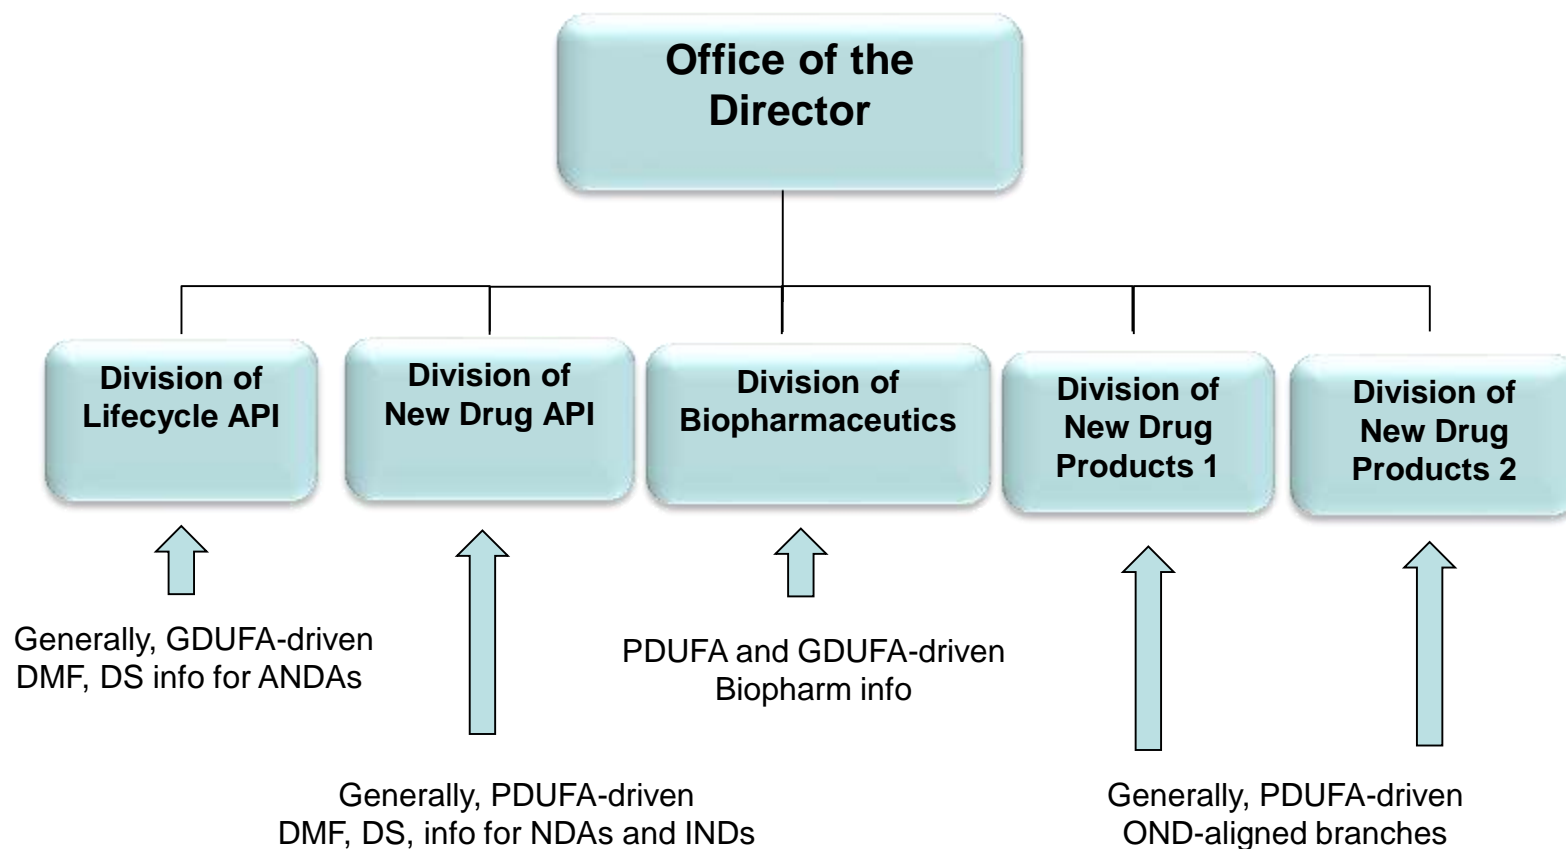 Office of the
Director
Division of
Lifecycle API
Division of
New Drug API
Division of
Biopharmaceutics
Division of
New Drug
Products 1
Division of
New Drug
Products 2
Generally, GDUFA-driven
DMF, DS info for ANDAs
PDUFA and GDUFA-driven
Biopharm info
Generally, PDUFA-driven
DMF, DS, info for NDAs and INDs
Generally, PDUFA-driven
OND-aligned branches